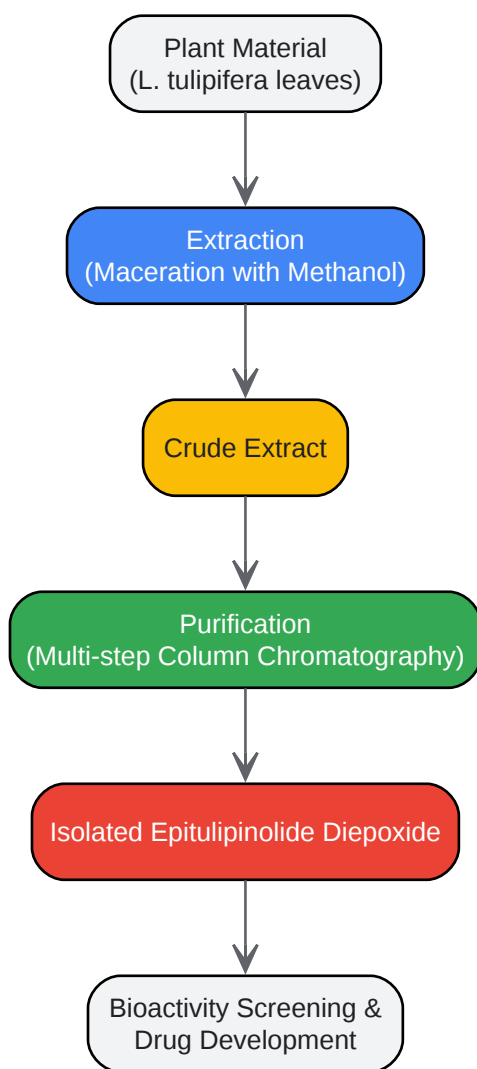 Plant Material
(L. tulipifera leaves)
Extraction
(Maceration with Methanol)
Crude Extract
Purification
(Multi-step Column Chromatography)
Isolated Epitulipinolide Diepoxide
Bioactivity Screening &
Drug Development